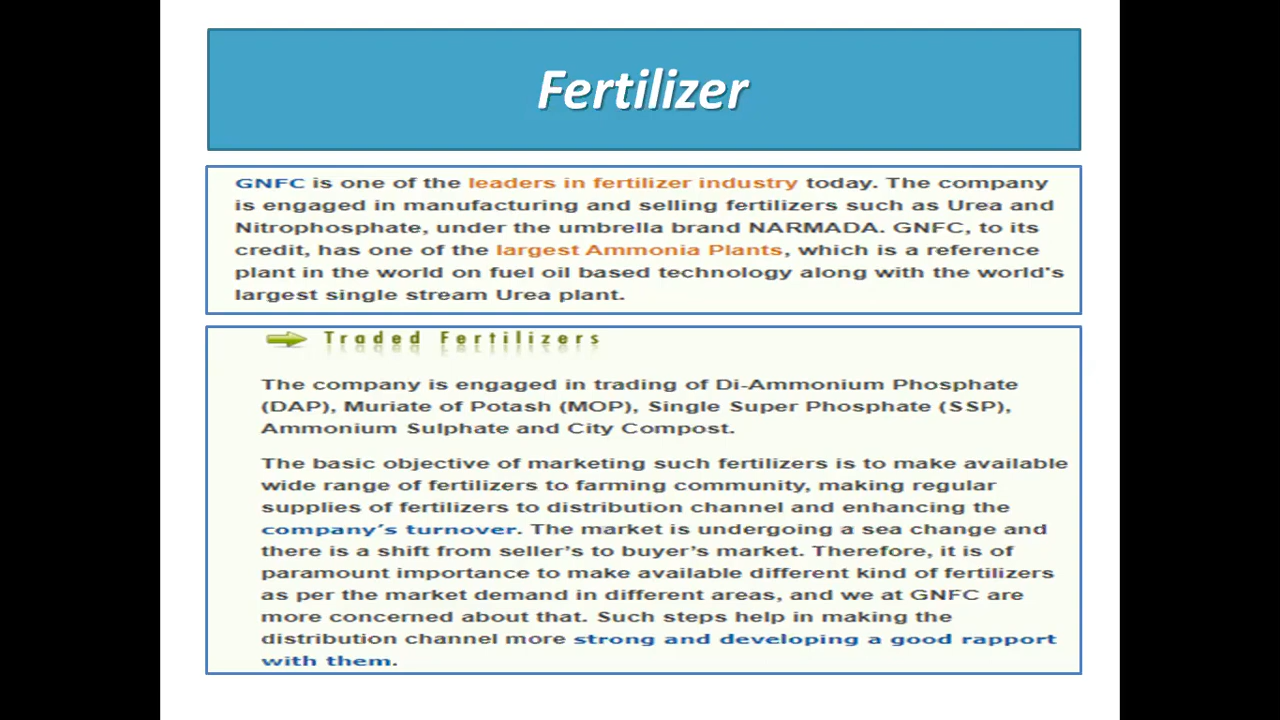 Fertilizer
GNFC is one of the leaders in fertilizer industry today. The company
is engaged in manufacturing and selling fertilizers such as Urea and
Nitrophosphate, under the umbrella brand NARMADA. GNFC, to its
credit, has one of the largest Ammonia Plants, which is a reference
plant in the world on fuel oil based technology along with the world's
largest single stream Urea plant.
Traded Fertilizers
The company is engaged in trading of Di-Ammonium Phosphate
(DAP), Muriate of Potash (MOP), Single Super Phosphate (SSP),
Ammonium Sulphate and City Compost.
The basic objective of marketing such fertilizers is to make available
wide range of fertilizers to farming community, making regular
supplies of fertilizers to distribution channel and enhancing the
company's turnover. The market is undergoing a sea change and
there is a shift from seller's to buyer's market. Therefore, it is of
paramount importance to make available different kind of fertilizers
as per the market demand in different areas, and we at GNFC are
more concerned about that. Such steps help in making the
distribution channel more strong and developing a good rapport
with them.